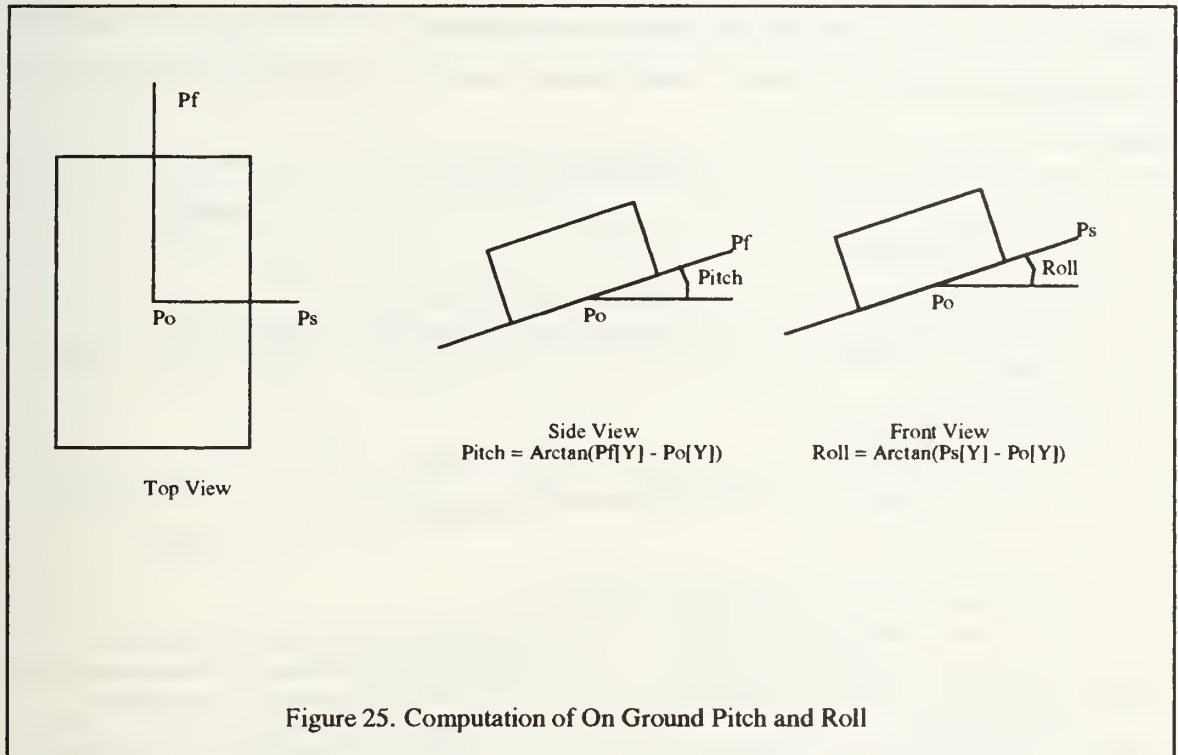 Pf
Po
Ps
Top View
Pf
Pitch
Po
Side View
Pitch = Arctan(Pf[Y] - Po[Y])
Ps
Roll
Po
Front View
Roll = Arctan(Ps[Y] - Po[Y])
Figure 25. Computation of On Ground Pitch and Roll